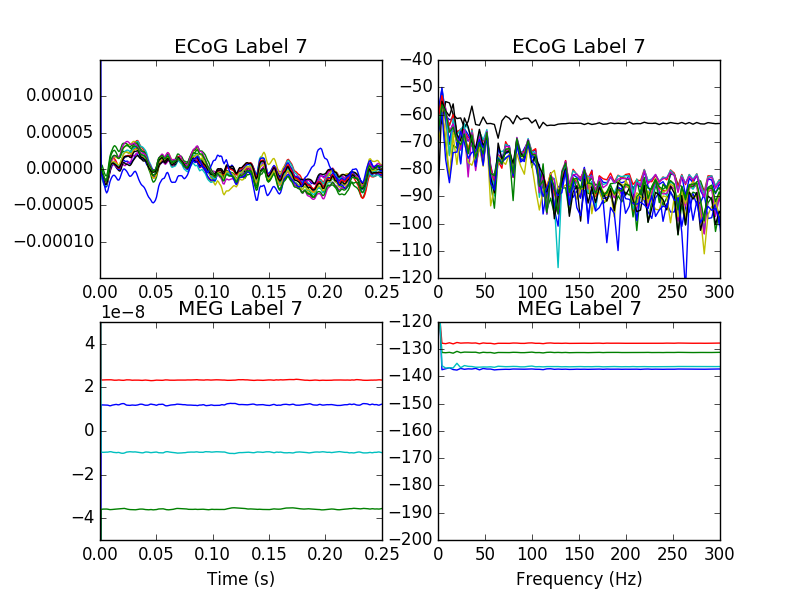 ECoG Label 7
0.00010
0.00005
0.00000
−0.00005
−0.00010
0.00 0.05 0.10 0.15 0.20 0.25
ECoG Label 7
−40
−50
−60
−70
−80
−90
−100
−110
−120
0 50 100 150 200 250 300
MEG Label 7
1e−8
4
2
0
−2
−4
0.00 0.05 0.10 0.15 0.20 0.25
Time (s)
MEG Label 7
−120
−130
−140
−150
−160
−170
−180
−190
−200
0 50 100 150 200 250 300
Frequency (Hz)